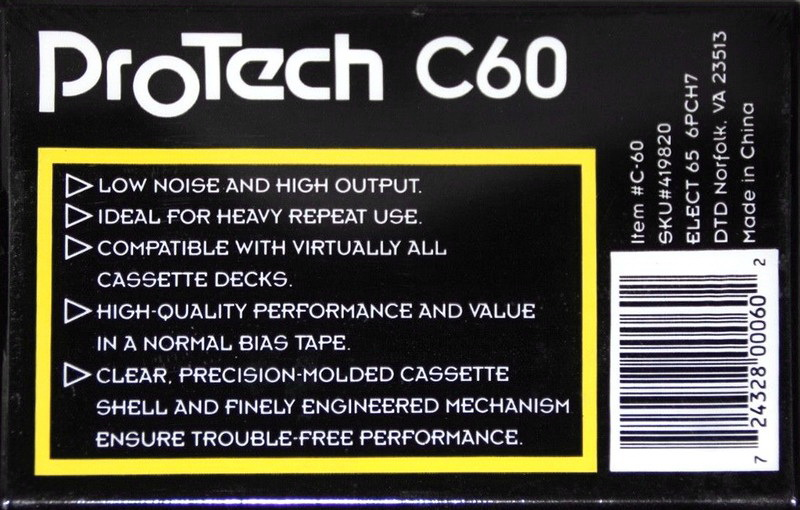 ProTech C60
LOW NOISE AND HIGH OUTPUT.
IDEAL FOR HEAVY REPEAT USE.
COMPATIBLE WITH VIRTUALLY ALL
CASSETTE DECKS.
HIGH-QUALITY PERFORMANCE AND VALUE
IN A NORMAL BIAS TAPE.
CLEAR, PRECISION-MOLDED CASSETTE
SHELL AND FINELY ENGINEERED MECHANISM
ENSURE TROUBLE-FREE PERFORMANCE.
Item #C-60
SKU#419820
ELECT 65 6PCH7
DTD Norfolk, VA 23513
Made in China
7 24328 00060 2